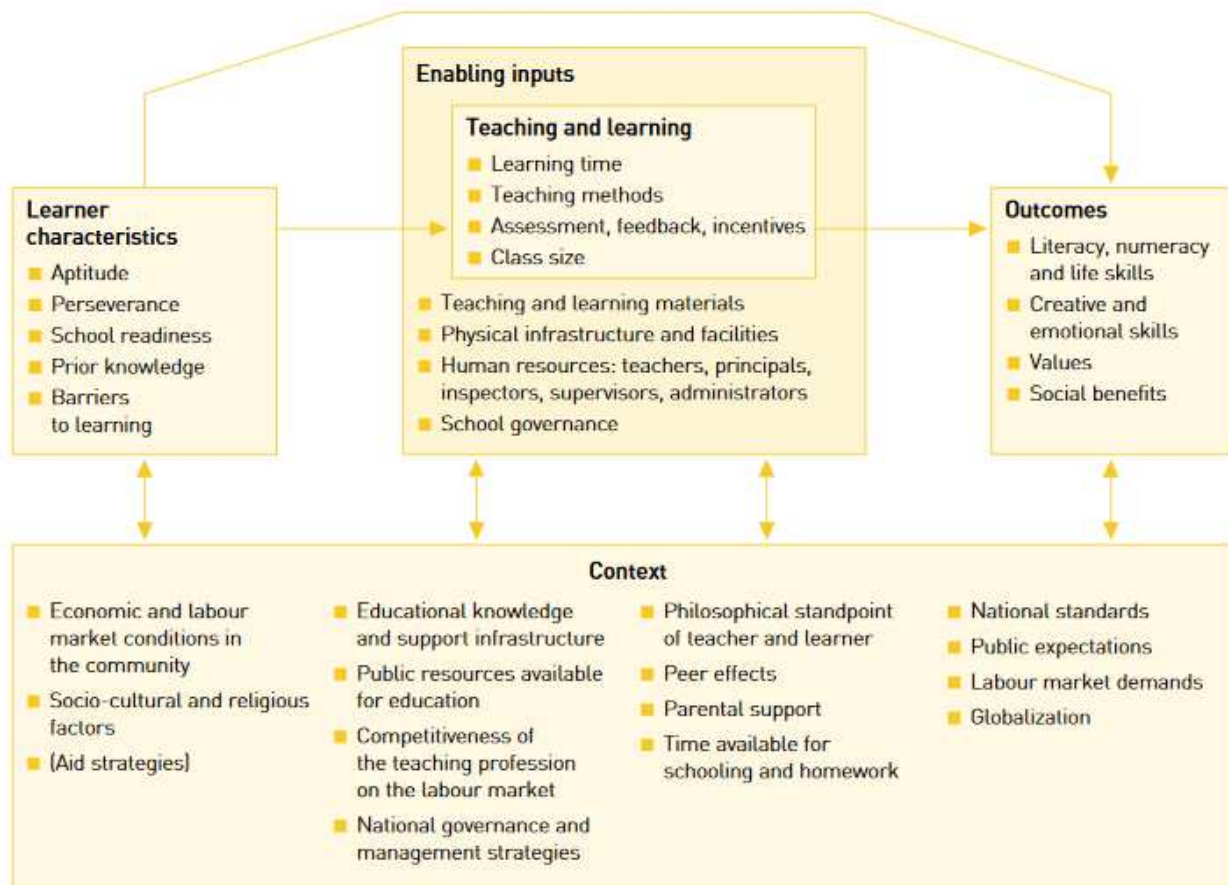 Enabling inputs
Teaching and learning
■ Learning time
■ Teaching methods
■ Assessment, feedback, incentives
■ Class size
■ Teaching and learning materials
■ Physical infrastructure and facilities
■ Human resources: teachers, principals,
inspectors, supervisors, administrators
■ School governance
Learner
characteristics
■ Aptitude
■ Perseverance
■ School readiness
■ Prior knowledge
■ Barriers
to learning
Outcomes
■ Literacy, numeracy
and life skills
■ Creative and
emotional skills
■ Values
■ Social benefits
Context
■ Economic and labour
market conditions in
the community
■ Socio-cultural and religious
factors
■ (Aid strategies)
■ Educational knowledge
and support infrastructure
■ Public resources available
for education
■ Competitiveness of
the teaching profession
on the labour market
■ National governance and
management strategies
■ Philosophical standpoint
of teacher and learner
■ Peer effects
■ Parental support
■ Time available for
schooling and homework
■ National standards
■ Public expectations
■ Labour market demands
■ Globalization